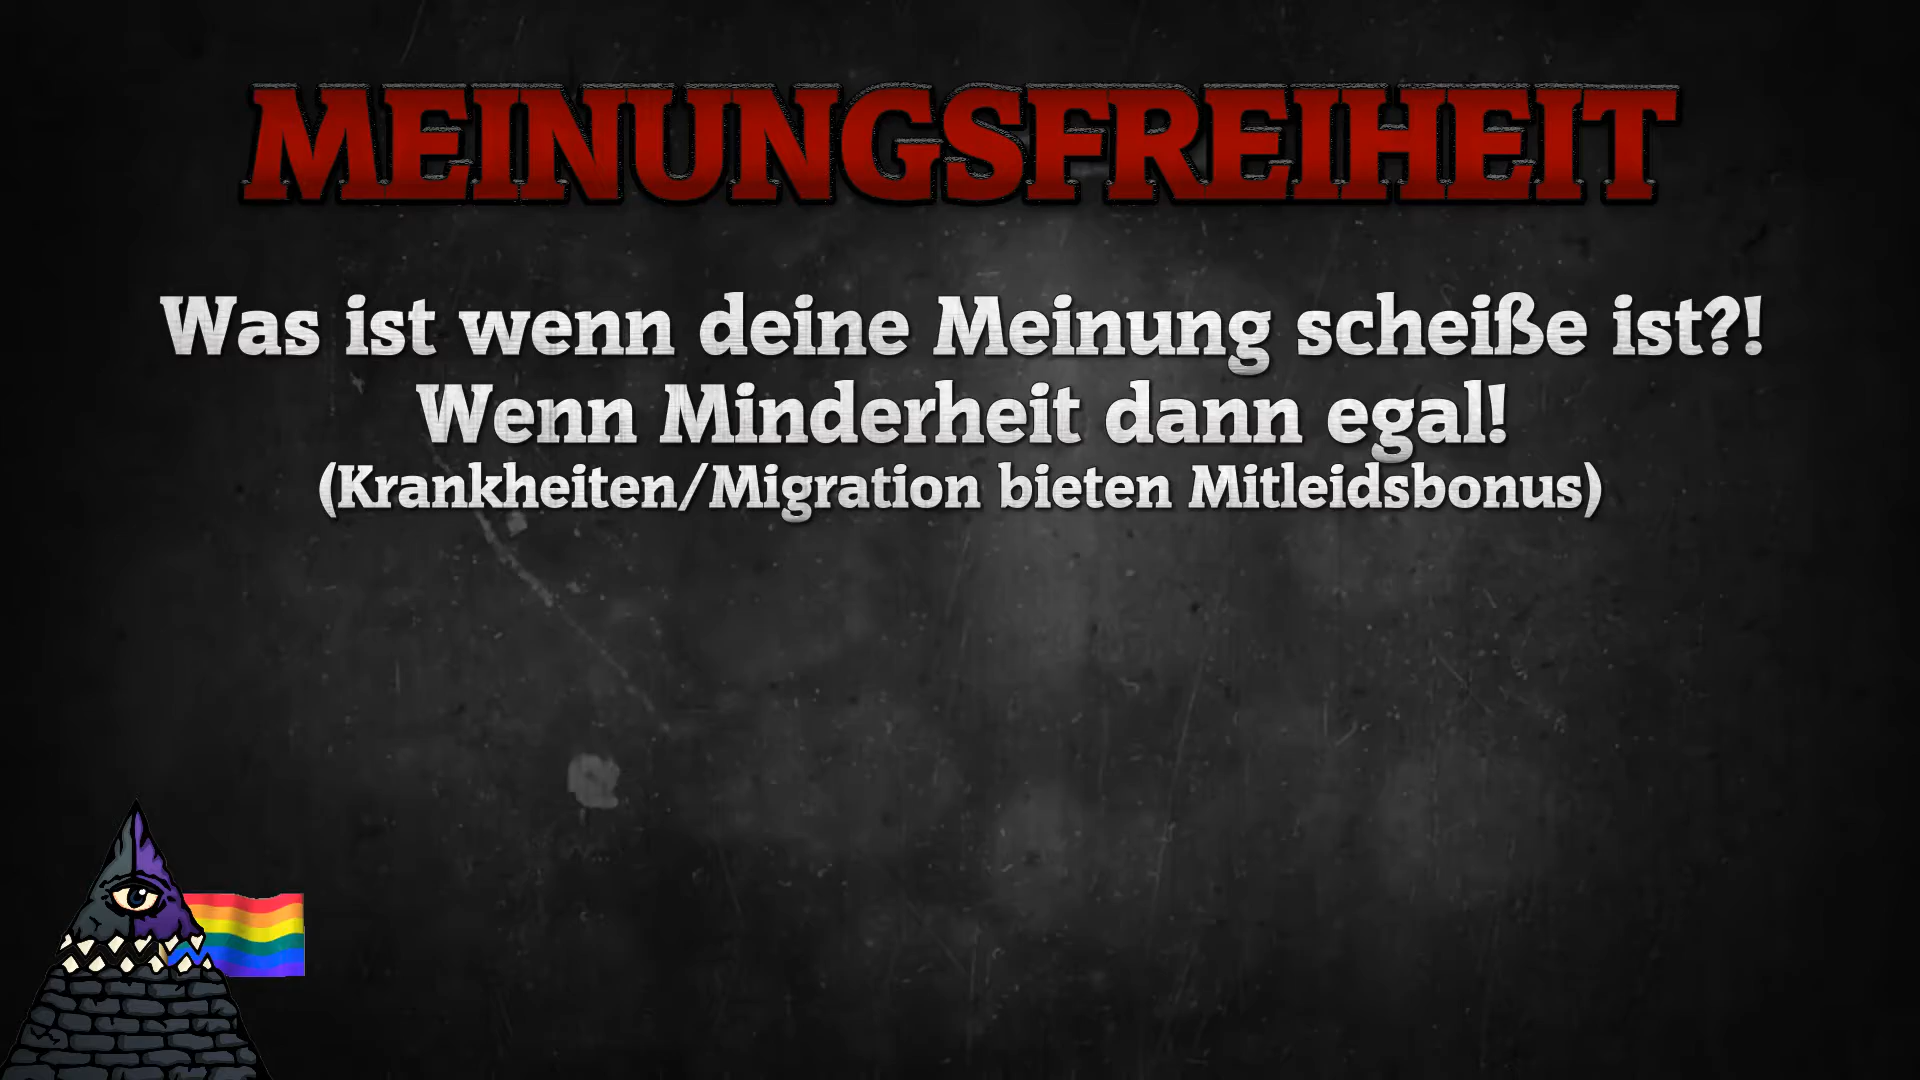 MEINUNGSFREIHEIT
Was ist wenn deine Meinung scheiße ist?!
Wenn Minderheit dann egal!
(Krankheiten/Migration bieten Mitleidsbonus)